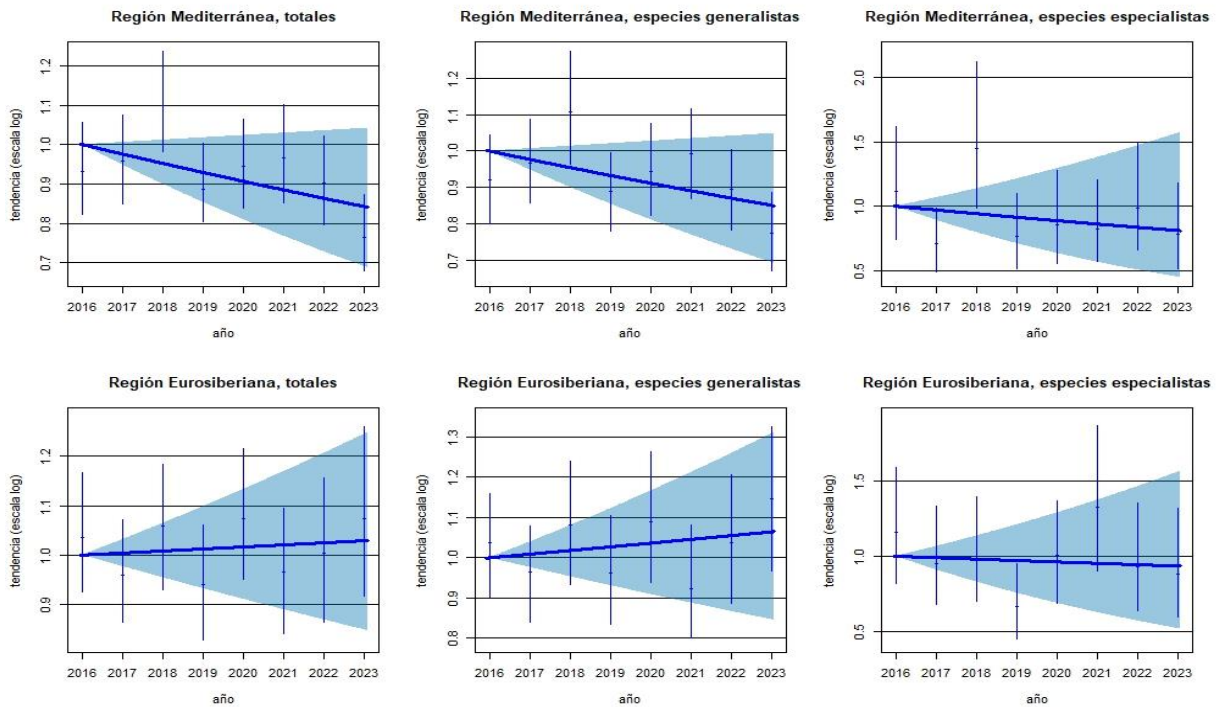 Región Mediterránea, totales
tendencia (escala log)
1.2
1.1
1.0
0.9
0.8
0.7
2016 2017 2018 2019 2020 2021 2022 2023
año
Región Mediterránea, especies generalistas
tendencia (escala log)
1.2
1.1
1.0
0.9
0.8
0.7
2016 2017 2018 2019 2020 2021 2022 2023
año
Región Mediterránea, especies especialistas
tendencia (escala log)
2.0
1.5
1.0
0.5
2016 2017 2018 2019 2020 2021 2022 2023
año
Región Eurosiberiana, totales
tendencia (escala log)
1.2
1.1
1.0
0.9
2016 2017 2018 2019 2020 2021 2022 2023
año
Región Eurosiberiana, especies generalistas
tendencia (escala log)
1.3
1.2
1.1
1.0
0.9
0.8
2016 2017 2018 2019 2020 2021 2022 2023
año
Región Eurosiberiana, especies especialistas
tendencia (escala log)
1.5
1.0
0.5
2016 2017 2018 2019 2020 2021 2022 2023
año